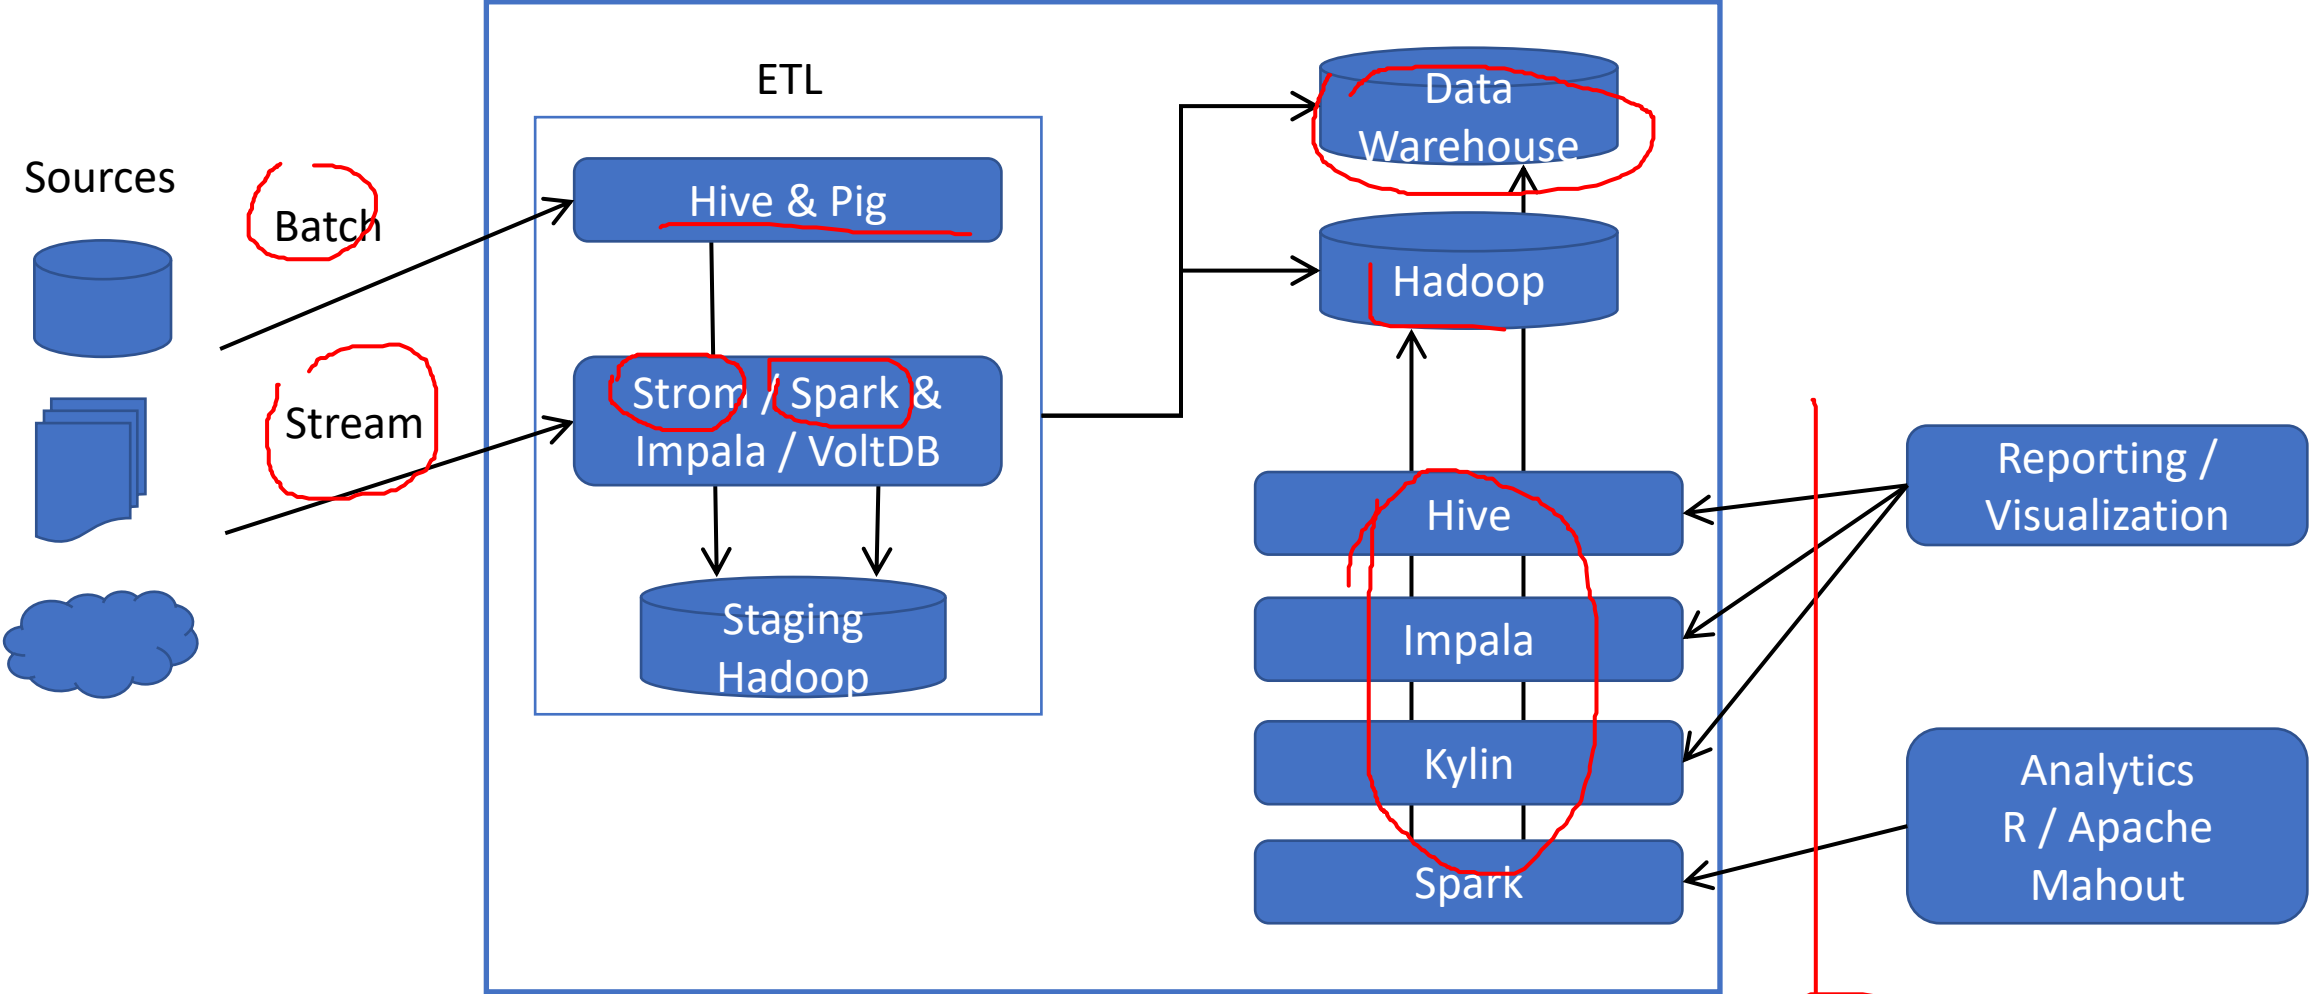 Sources
Batch
Stream
ETL
Hive & Pig
Strom / Spark &
Impala / VoltDB
Staging
Hadoop
Data
Warehouse
Hadoop
Hive
Impala
Kylin
Spark
Reporting /
Visualization
Analytics
R / Apache
Mahout